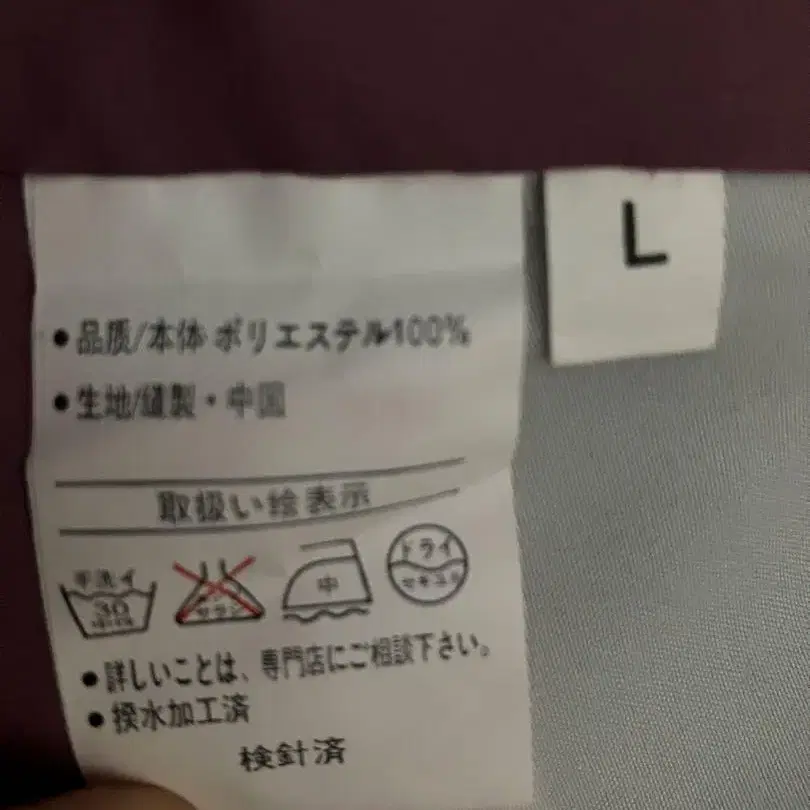 L
•品质/本体 ポリエステル100%
•生地/縫製・中国
取扱い絵表示
手洗イ
30
中
ドライ
セキユ系
•詳しいことは、専門店にご相談下さい。
•撥水加工済
検針済